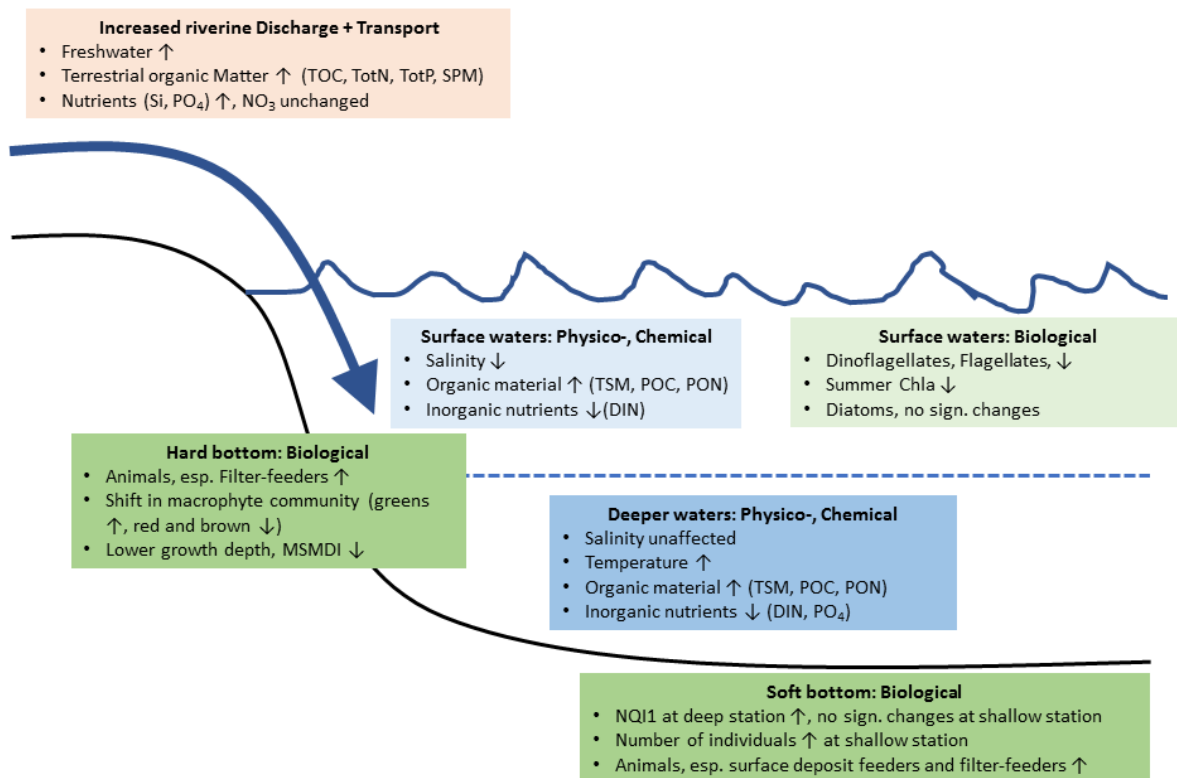 Increased riverine Discharge + Transport
• Freshwater ↑
• Terrestrial organic Matter ↑ (TOC, TotN, TotP, SPM)
• Nutrients (Si, PO₄) ↑, NO₃ unchanged
Surface waters: Physico-, Chemical
• Salinity ↓
• Organic material ↑ (TSM, POC, PON)
• Inorganic nutrients ↓(DIN)
Surface waters: Biological
• Dinoflagellates, Flagellates, ↓
• Summer Chla ↓
• Diatoms, no sign. changes
Hard bottom: Biological
• Animals, esp. Filter-feeders ↑
• Shift in macrophyte community (greens
↑, red and brown ↓)
• Lower growth depth, MSMDI ↓
Deeper waters: Physico-, Chemical
• Salinity unaffected
• Temperature ↑
• Organic material ↑ (TSM, POC, PON)
• Inorganic nutrients ↓ (DIN, PO₄)
Soft bottom: Biological
• NQI1 at deep station ↑, no sign. changes at shallow station
• Number of individuals ↑ at shallow station
• Animals, esp. surface deposit feeders and filter-feeders ↑